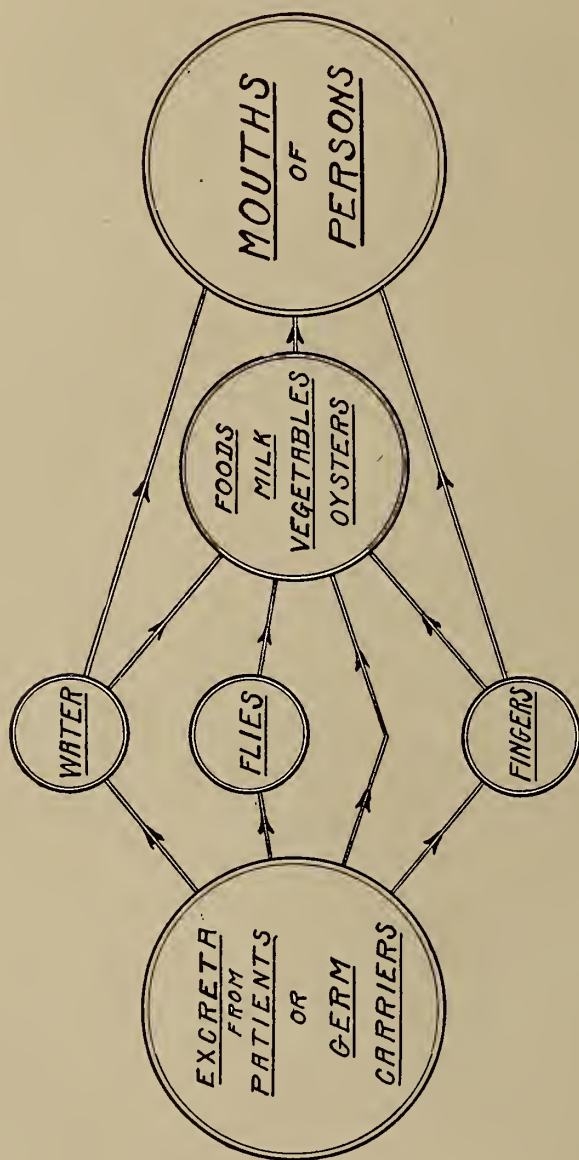 EXCRETA
FROM
PATIENTS
OR
GERM
CARRIERS
WATER
FLIES
FINGERS
FOODS
MILK
VEGETABLES
OYSTERS
MOUTHS
OF
PERSONS